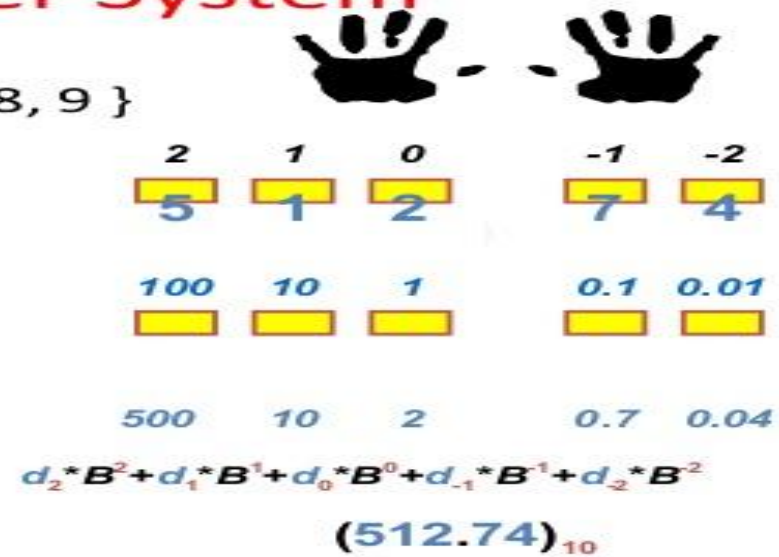 System
8, 9 }
2 1 0 -1 -2
5 1 2 7 4
100 10 1 0.1 0.01
500 10 2 0.7 0.04
d₂*B²+d₁*B¹+d₀*B⁰+d₋₁*B⁻¹+d₋₂*B⁻²
(512.74)₁₀